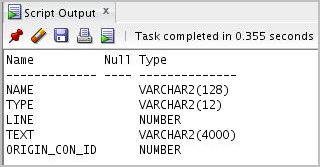 Script Output ×
Task completed in 0.355 seconds
Name Null Type
------------- ---- --------------
NAME VARCHAR2(128)
TYPE VARCHAR2(12)
LINE NUMBER
TEXT VARCHAR2(4000)
ORIGIN_CON_ID NUMBER